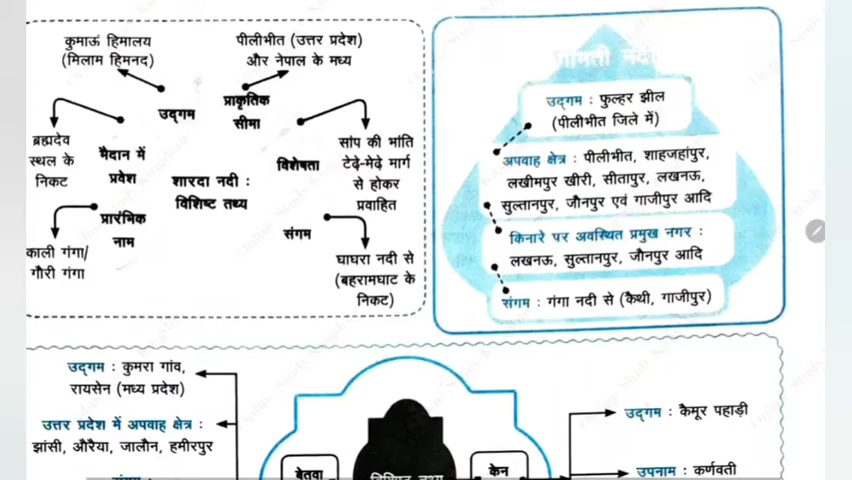 कुमाऊं हिमालय
(मिलाम हिमनद)
पीलीभीत (उत्तर प्रदेश)
और नेपाल के मध्य
उद्गम
प्राकृतिक
सीमा
ब्रह्मदेव
स्थल के
निकट
मैदान में
प्रवेश
शारदा नदी :
विशिष्ट तथ्य
विशेषता
सांप की भांति
टेढ़े-मेढ़े मार्ग
से होकर
प्रवाहित
प्रारंभिक
नाम
संगम
काली गंगा/
गौरी गंगा
घाघरा नदी से
(बहरामघाट के
निकट)
गोमती नदी
उद्गम : फुल्हर झील
(पीलीभीत जिले में)
अपवाह क्षेत्र : पीलीभीत, शाहजहांपुर,
लखीमपुर खीरी, सीतापुर, लखनऊ,
सुल्तानपुर, जौनपुर एवं गाजीपुर आदि
किनारे पर अवस्थित प्रमुख नगर :
लखनऊ, सुल्तानपुर, जौनपुर आदि
संगम : गंगा नदी से (कैथी, गाजीपुर)
उद्गम : कुमरा गांव,
रायसेन (मध्य प्रदेश)
उत्तर प्रदेश में अपवाह क्षेत्र :
झांसी, औरैया, जालौन, हमीरपुर
बेतवा
केन
उद्गम : कैमूर पहाड़ी
उपनाम : कर्णवती